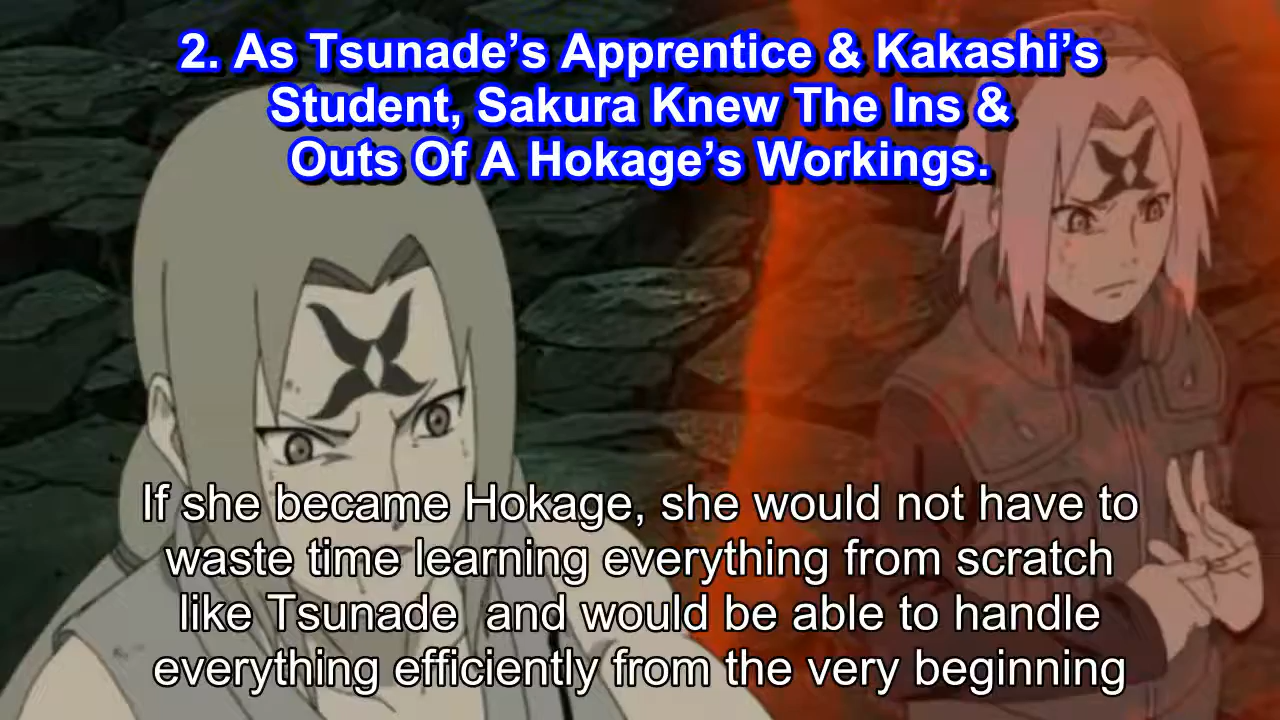 2. As Tsunade’s Apprentice & Kakashi’s
Student, Sakura Knew The Ins &
Outs Of A Hokage’s Workings.
If she became Hokage, she would not have to
waste time learning everything from scratch
like Tsunade  and would be able to handle
everything efficiently from the very beginning